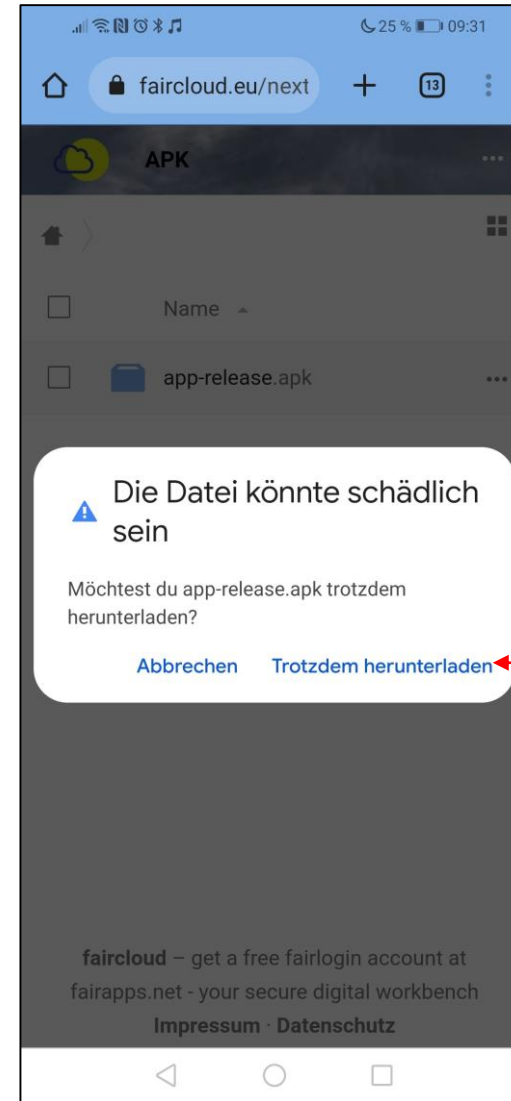 25 % 09:31
faircloud.eu/next
13
APK
Name
app-release.apk
Die Datei könnte schädlich
sein
Möchtest du app-release.apk trotzdem
herunterladen?
Abbrechen Trotzdem herunterladen
faircloud – get a free fairlogin account at
fairapps.net - your secure digital workbench
Impressum · Datenschutz